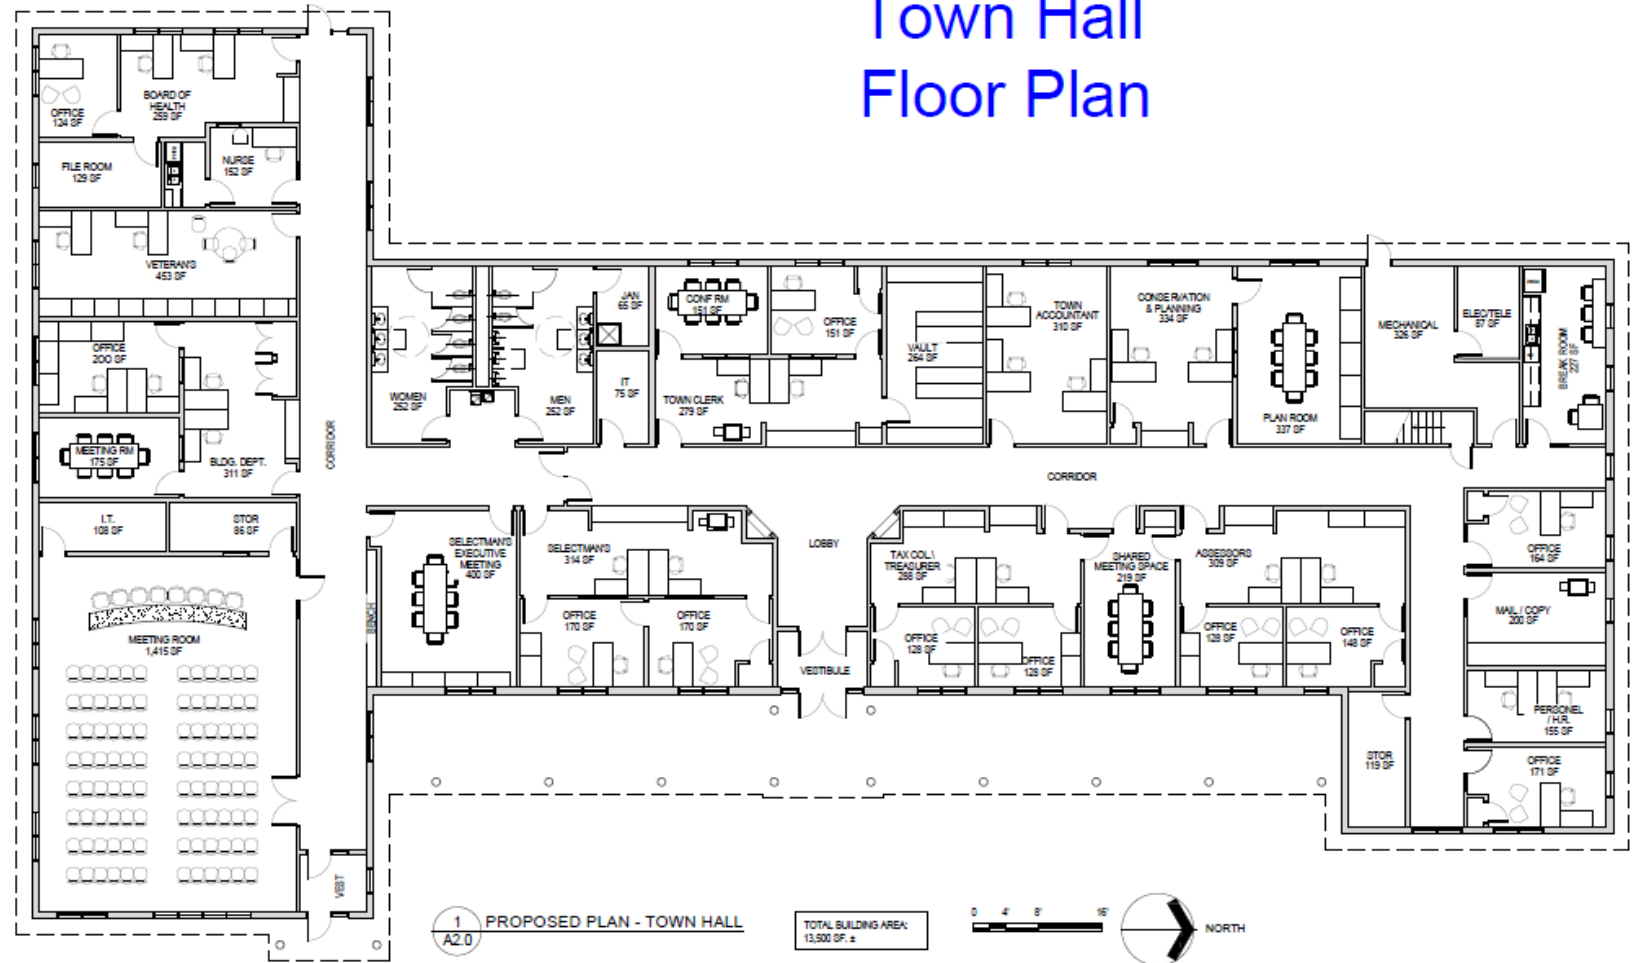 Town Hall
Floor Plan
OFFICE
124 SF
BOARD OF
HEALTH
259 SF
FILE ROOM
129 SF
NURSE
152 SF
VETERAN'S
453 SF
OFFICE
200 SF
MEETING RM
175 SF
BLDG. DEPT.
311 SF
CORRIDOR
I.T.
108 SF
STOR
86 SF
MEETING ROOM
1,415 SF
BENCH
VEST
WOMEN
252 SF
MEN
252 SF
JAN
65 SF
IT
75 SF
CONF RM
151 SF
OFFICE
151 SF
TOWN CLERK
279 SF
VAULT
264 SF
TOWN
ACCOUNTANT
310 SF
CONSERVATION
& PLANNING
334 SF
PLAN ROOM
337 SF
MECHANICAL
326 SF
ELEC/TELE
87 SF
BREAK ROOM
227 SF
CORRIDOR
SELECTMAN'S
EXECUTIVE
MEETING
400 SF
SELECTMAN'S
314 SF
OFFICE
170 SF
OFFICE
170 SF
LOBBY
VESTIBULE
TAX COL.\
TREASURER
288 SF
OFFICE
128 SF
OFFICE
128 SF
SHARED
MEETING SPACE
219 SF
ASSESSORS
309 SF
OFFICE
128 SF
OFFICE
148 SF
OFFICE
164 SF
MAIL / COPY
200 SF
PERSONEL
/ H.R.
155 SF
OFFICE
171 SF
STOR
119 SF
1
A2.0
PROPOSED PLAN - TOWN HALL
TOTAL BUILDING AREA:
13,500 SF. ±
0 4' 8' 16'
NORTH